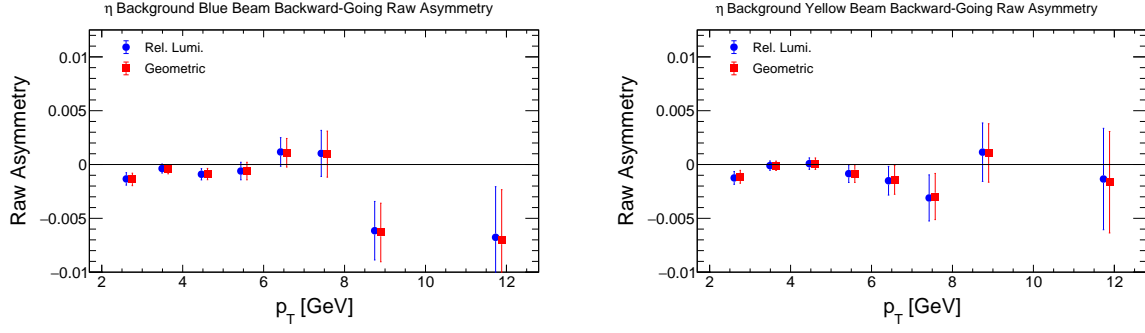 η Background Blue Beam Backward-Going Raw Asymmetry
Raw Asymmetry
0.01
0.005
0
−0.005
−0.01
Rel. Lumi.
Geometric
2 4 6 8 10 12
p_T [GeV]
η Background Yellow Beam Backward-Going Raw Asymmetry
Raw Asymmetry
0.01
0.005
0
−0.005
−0.01
Rel. Lumi.
Geometric
2 4 6 8 10 12
p_T [GeV]